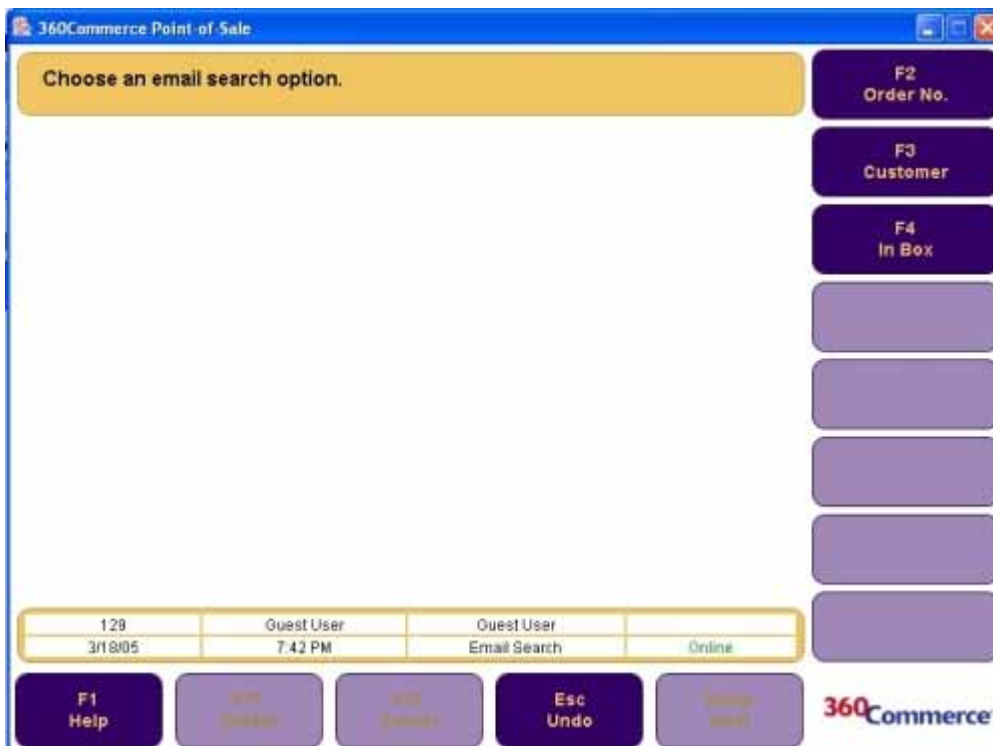 360Commerce Point-of-Sale
Choose an email search option.
F2
Order No.
F3
Customer
F4
In Box
129 Guest User Guest User
3/18/05 7:42 PM Email Search Online
F1
Help
Esc
Undo
360Commerce